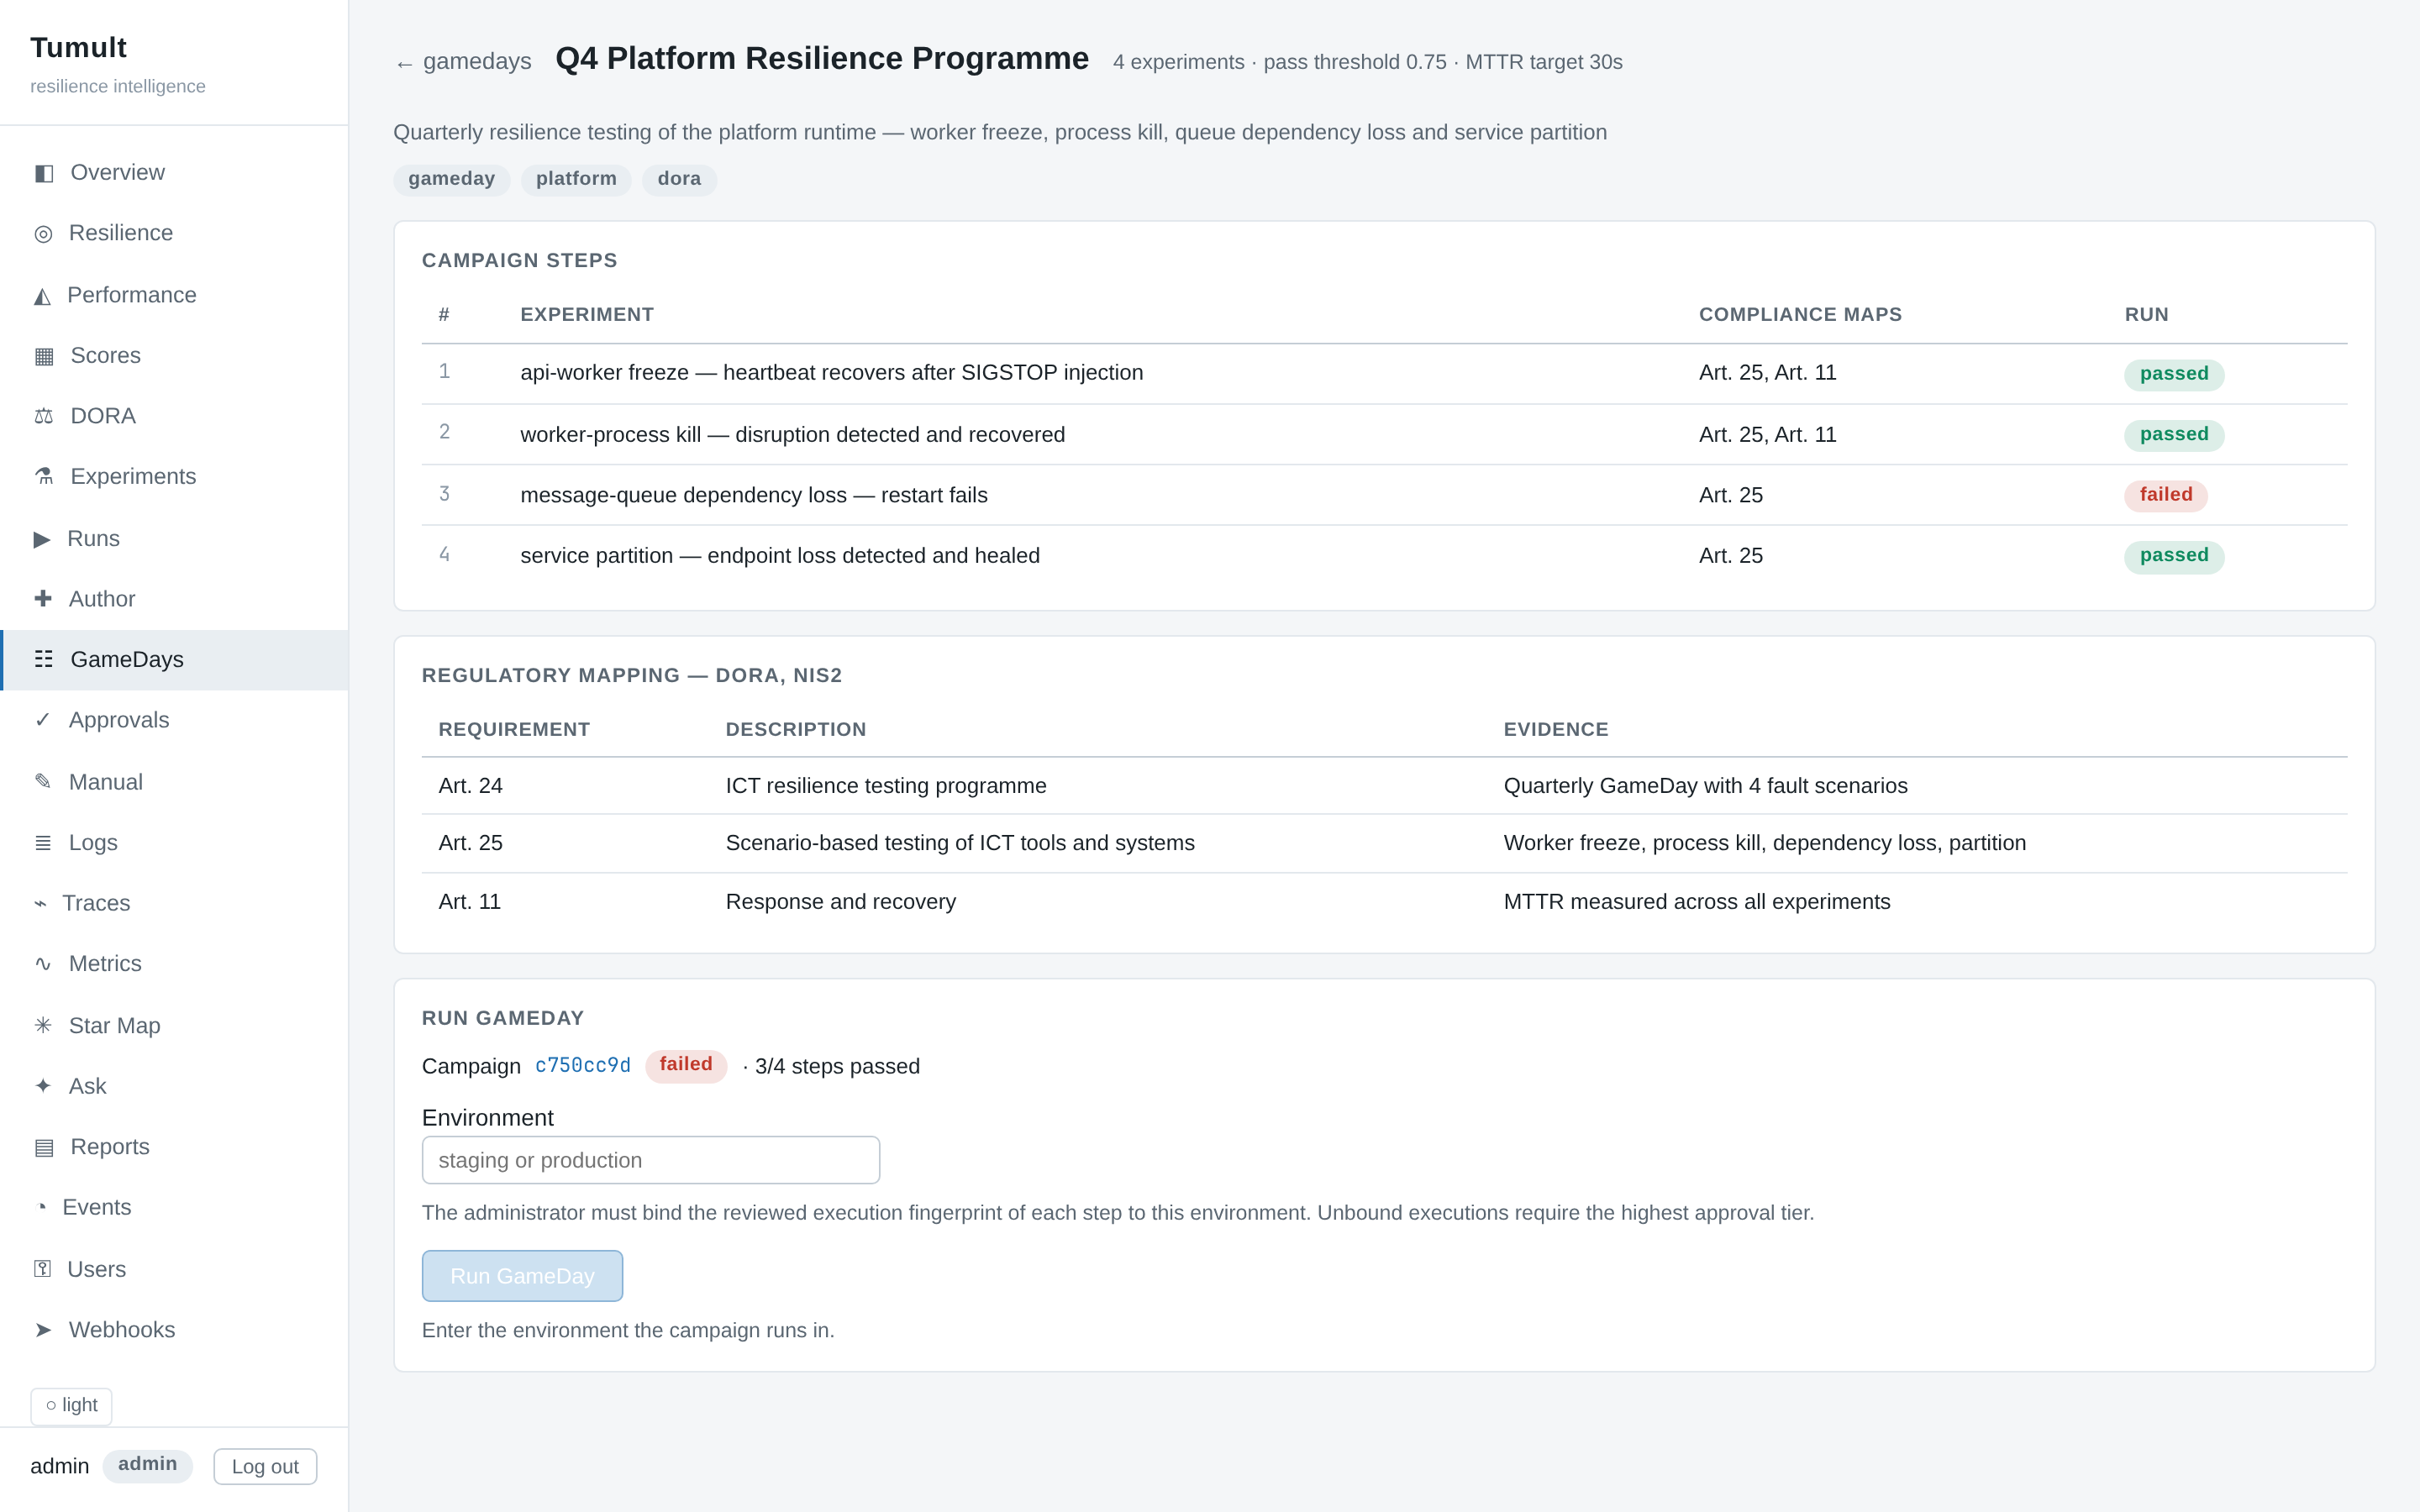 Tumult
resilience intelligence
Overview
Resilience
Performance
Scores
DORA
Experiments
Runs
Author
GameDays
Approvals
Manual
Logs
Traces
Metrics
Star Map
Ask
Reports
Events
Users
Webhooks
○ light
admin admin Log out
← gamedays Q4 Platform Resilience Programme 4 experiments · pass threshold 0.75 · MTTR target 30s
Quarterly resilience testing of the platform runtime — worker freeze, process kill, queue dependency loss and service partition
gameday platform dora
CAMPAIGN STEPS
# EXPERIMENT COMPLIANCE MAPS RUN
1 api-worker freeze — heartbeat recovers after SIGSTOP injection Art. 25, Art. 11 passed
2 worker-process kill — disruption detected and recovered Art. 25, Art. 11 passed
3 message-queue dependency loss — restart fails Art. 25 failed
4 service partition — endpoint loss detected and healed Art. 25 passed
REGULATORY MAPPING — DORA, NIS2
REQUIREMENT DESCRIPTION EVIDENCE
Art. 24 ICT resilience testing programme Quarterly GameDay with 4 fault scenarios
Art. 25 Scenario-based testing of ICT tools and systems Worker freeze, process kill, dependency loss, partition
Art. 11 Response and recovery MTTR measured across all experiments
RUN GAMEDAY
Campaign c750cc9d failed · 3/4 steps passed
Environment
staging or production
The administrator must bind the reviewed execution fingerprint of each step to this environment. Unbound executions require the highest approval tier.
Run GameDay
Enter the environment the campaign runs in.